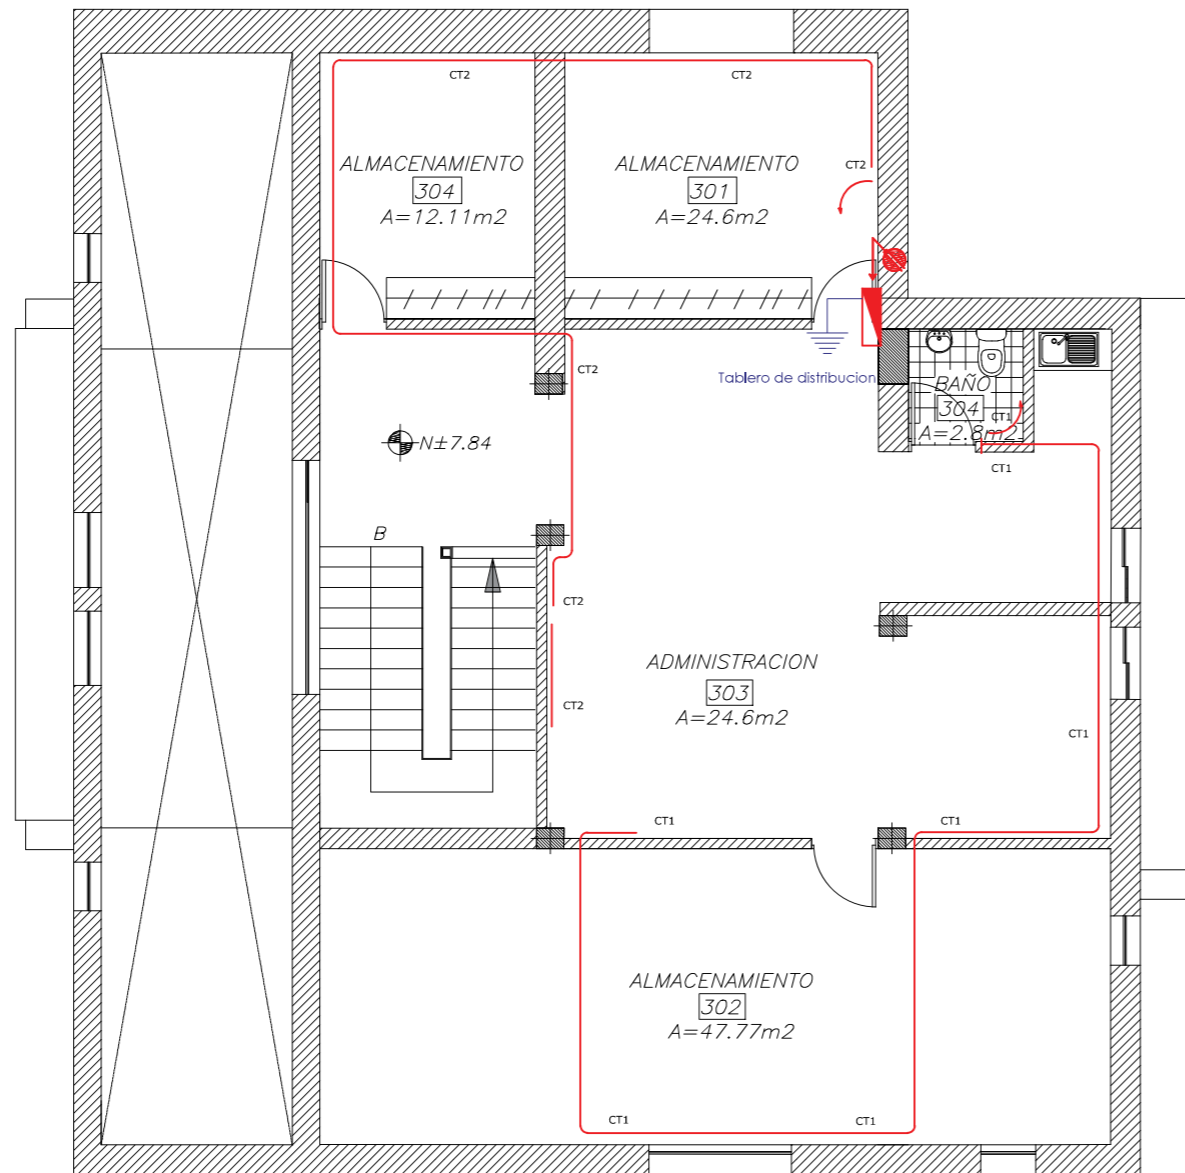 CT2
CT2
ALMACENAMIENTO
304
A=12.11m2
ALMACENAMIENTO
301
A=24.6m2
CT2
CT2
Tablero de distribucion
BAÑO
304
CT1
A=2.8m2
CT1
N±7.84
B
CT2
CT2
ADMINISTRACION
303
A=24.6m2
CT1
CT1
CT1
ALMACENAMIENTO
302
A=47.77m2
CT1
CT1